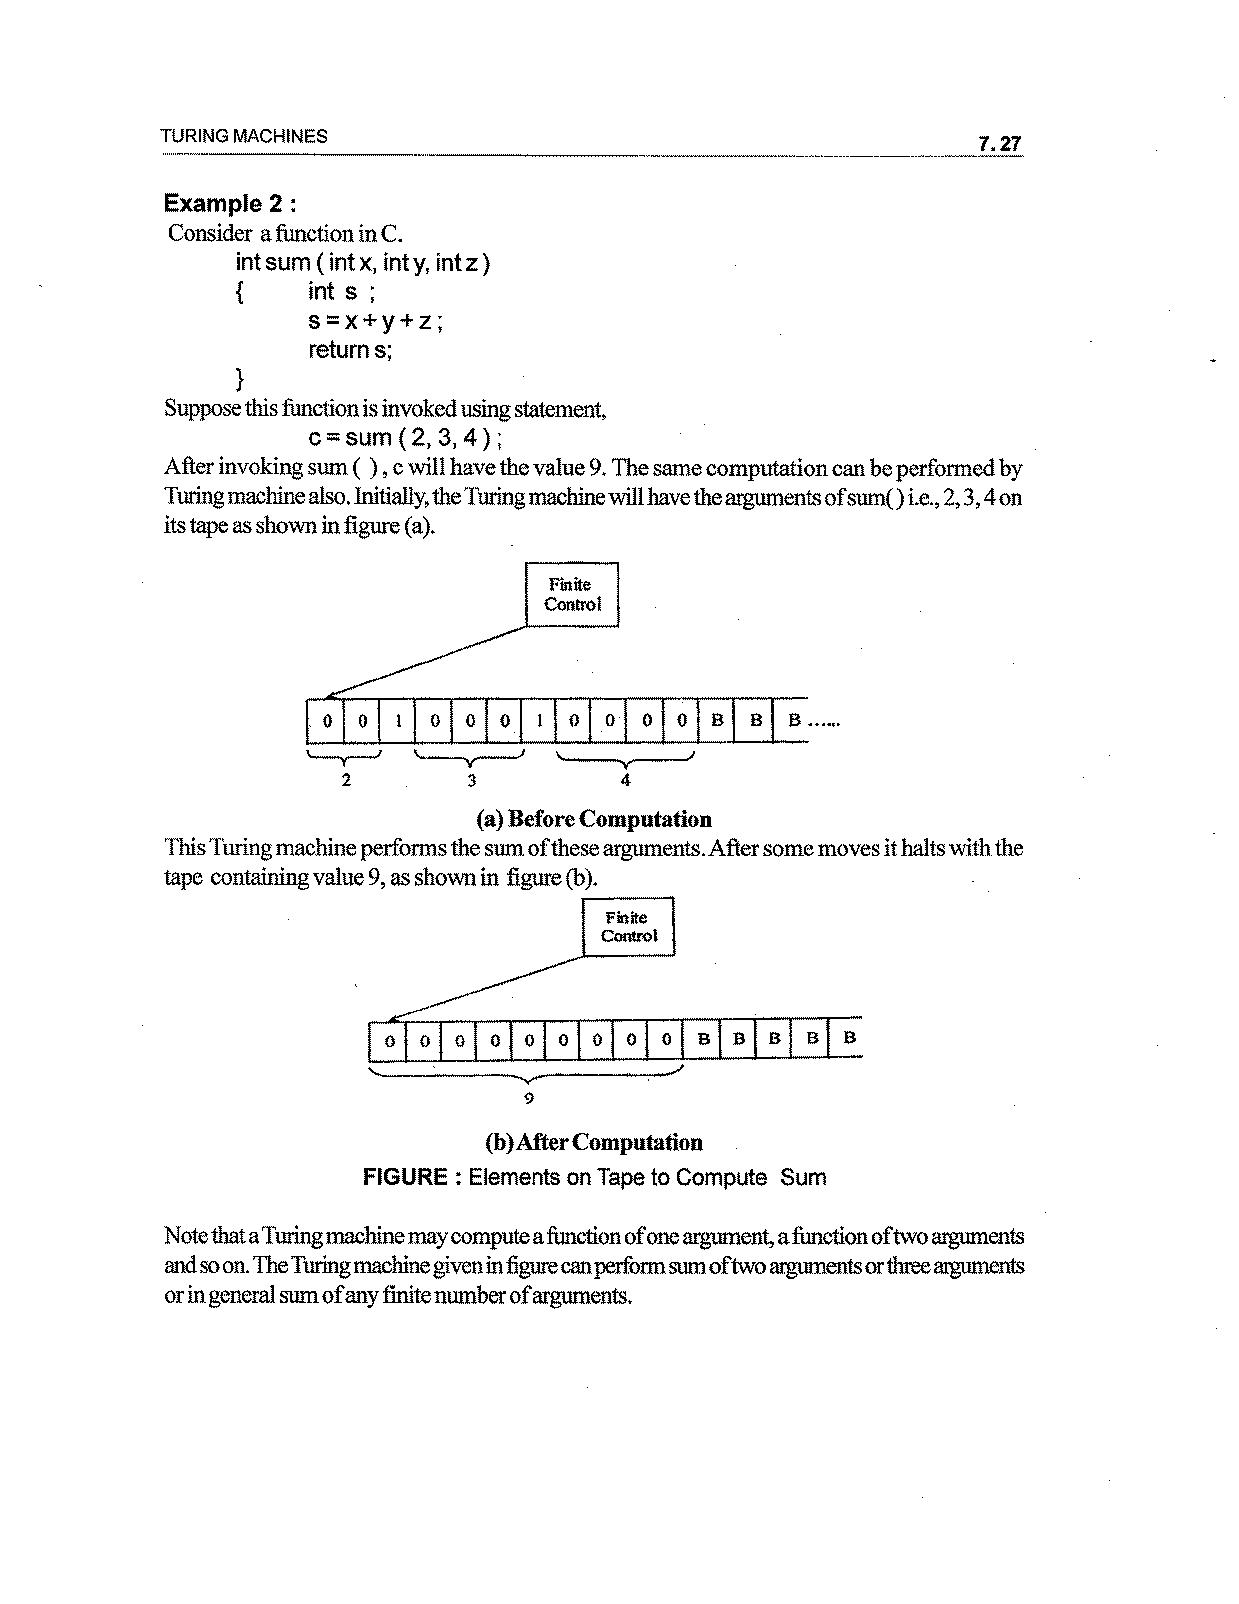 TURING MACHINES 7.27
Example 2 :
Consider a function in C.
int sum ( int x, int y, int z )
{ int s ;
s = x + y + z ;
return s;
}
Suppose this function is invoked using statement,
c = sum ( 2, 3, 4 ) ;
After invoking sum ( ) , c will have the value 9. The same computation can be performed by
Turing machine also. Initially, the Turing machine will have the arguments of sum( ) i.e., 2, 3, 4 on
its tape as shown in figure (a).
Finite
Control
0 0 1 0 0 0 1 0 0 0 0 B B B ......
2 3 4
(a) Before Computation
This Turing machine performs the sum of these arguments. After some moves it halts with the
tape containing value 9, as shown in figure (b).
Finite
Control
0 0 0 0 0 0 0 0 0 B B B B B
9
(b) After Computation
FIGURE : Elements on Tape to Compute Sum
Note that a Turing machine may compute a function of one argument, a function of two arguments
and so on. The Turing machine given in figure can perform sum of two arguments or three arguments
or in general sum of any finite number of arguments.